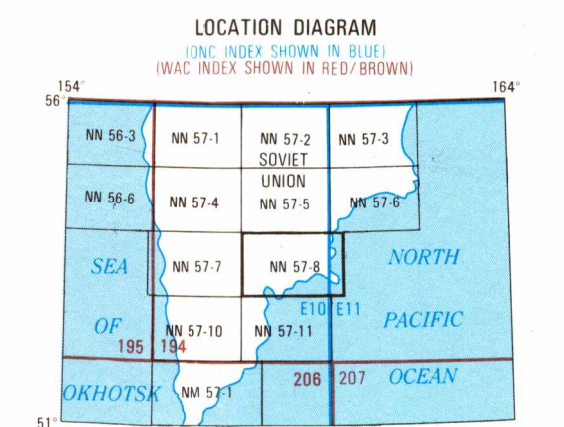 LOCATION DIAGRAM
(ONC INDEX SHOWN IN BLUE)
(WAC INDEX SHOWN IN RED/BROWN)
154° 164°
56°
NN 56-3 NN 57-1 NN 57-2 NN 57-3
SOVIET
UNION
NN 56-6 NN 57-4 NN 57-5 NN 57-6
SEA NN 57-7 NN 57-8 NORTH
E10 E11
OF NN 57-10 NN 57-11 PACIFIC
195 194
206 207 OCEAN
OKHOTSK NM 57-1
51°